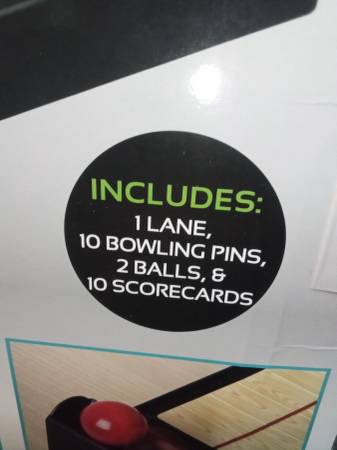 INCLUDES:
1 LANE,
10 BOWLING PINS,
2 BALLS, &
10 SCORECARDS